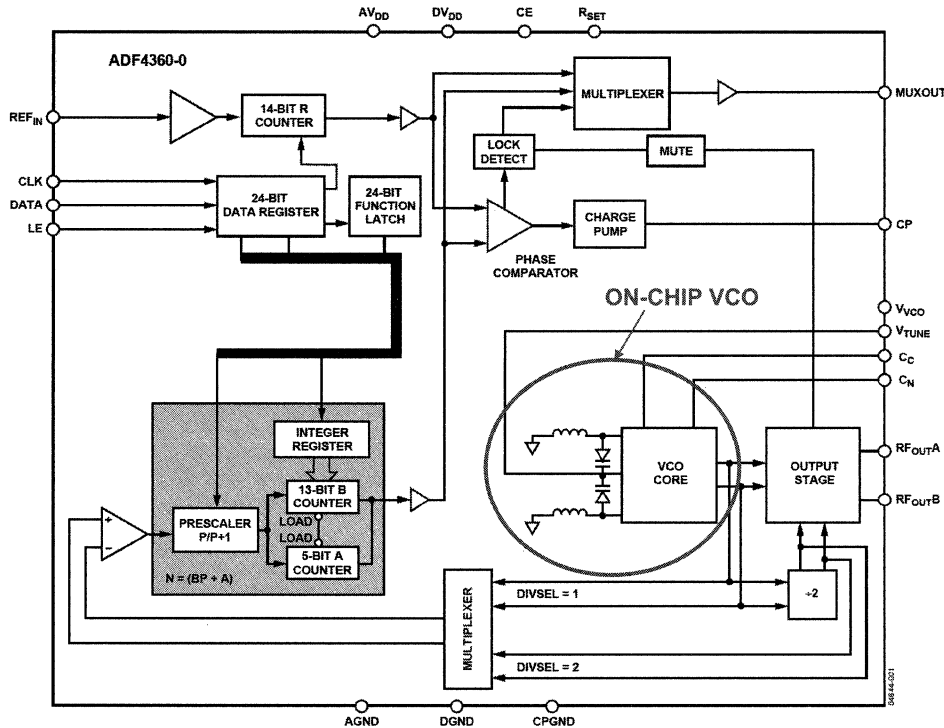 AVDD
DVDD
CE
RSET
ADF4360-0
REFIN
14-BIT R
COUNTER
MULTIPLEXER
MUXOUT
LOCK
DETECT
MUTE
CLK
DATA
LE
24-BIT
DATA REGISTER
24-BIT
FUNCTION
LATCH
CHARGE
PUMP
CP
PHASE
COMPARATOR
ON-CHIP VCO
VVCO
VTUNE
CC
CN
INTEGER
REGISTER
13-BIT B
COUNTER
PRESCALER
P/P+1
LOAD
LOAD
5-BIT A
COUNTER
N = (BP + A)
+
−
VCO
CORE
OUTPUT
STAGE
RFOUTA
RFOUTB
MULTIPLEXER
DIVSEL = 1
÷2
DIVSEL = 2
AGND
DGND
CPGND